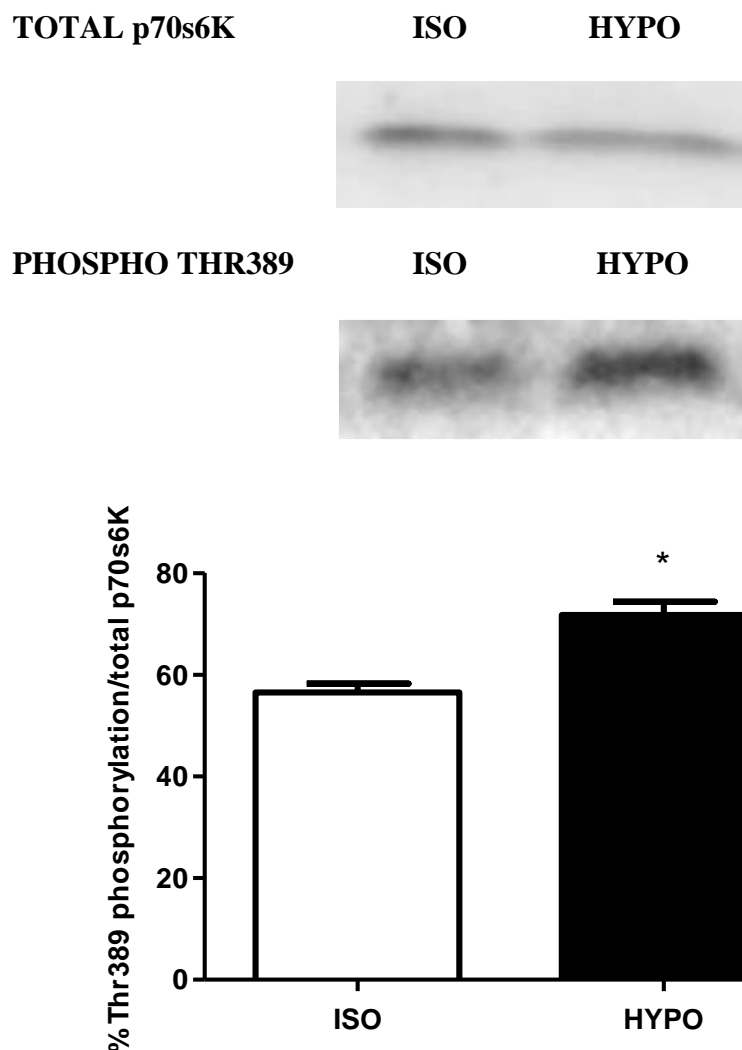 TOTAL p70s6K ISO HYPO
PHOSPHO THR389 ISO HYPO
% Thr389 phosphorylation/total p70s6K
*
80
60
40
20
0
ISO HYPO